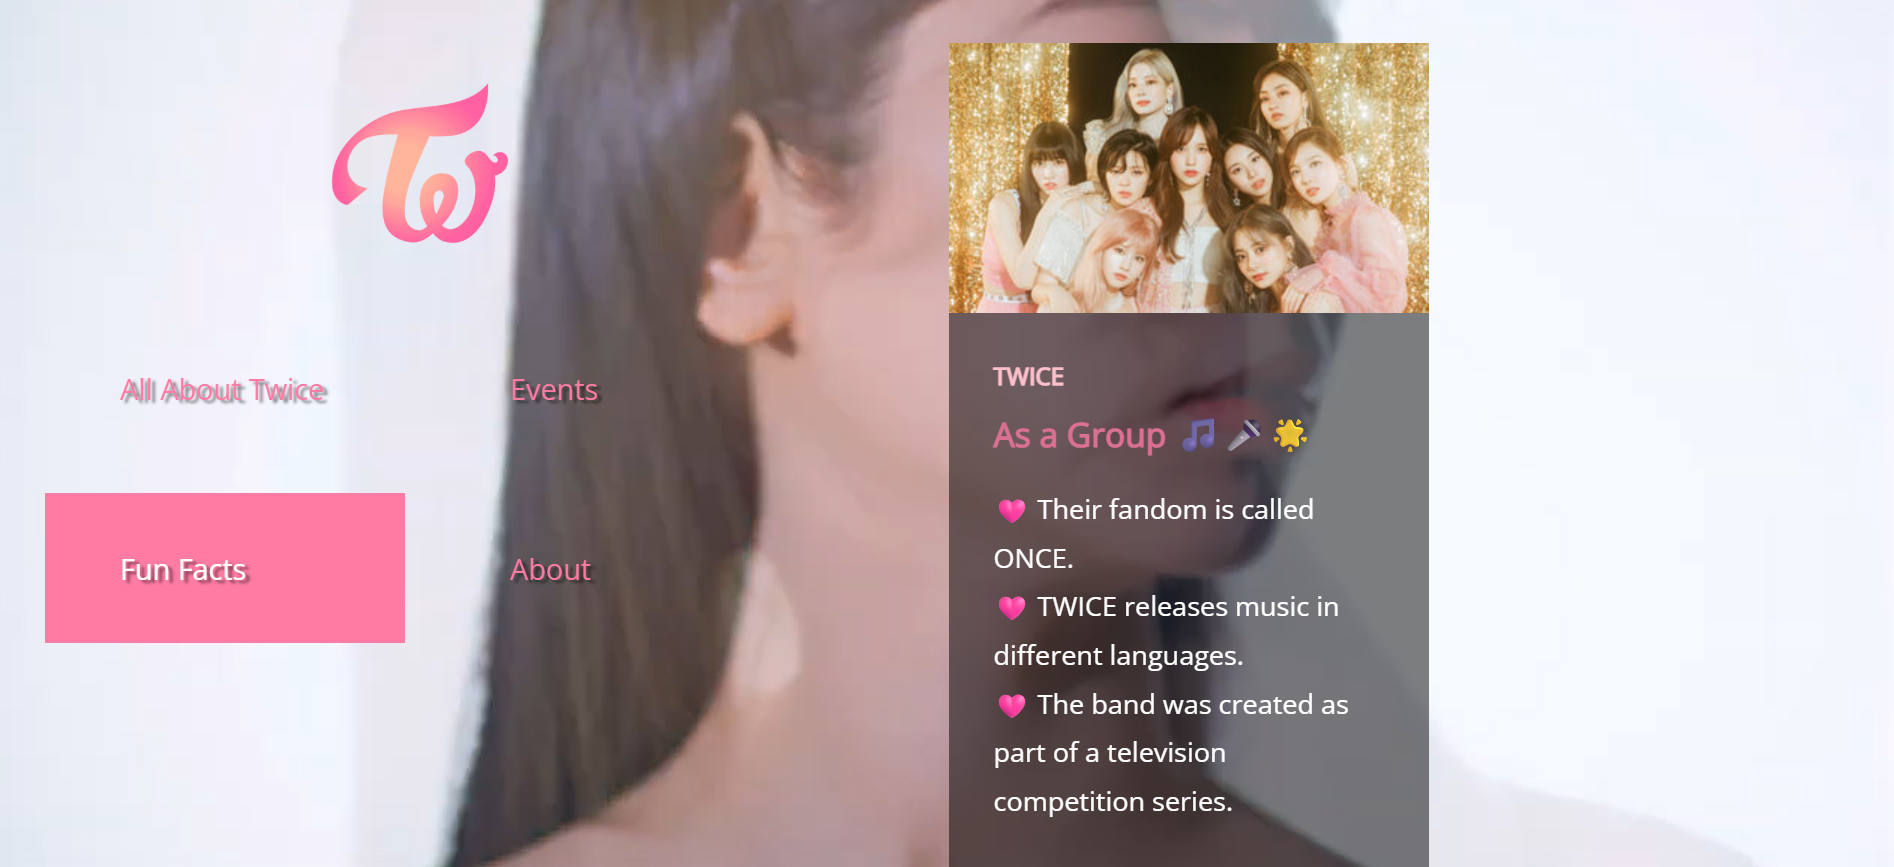 Tw
All About Twice
Events
Fun Facts
About
TWICE
As a Group 🎵 🎤 🌟
💗 Their fandom is called
ONCE.
💗 TWICE releases music in
different languages.
💗 The band was created as
part of a television
competition series.